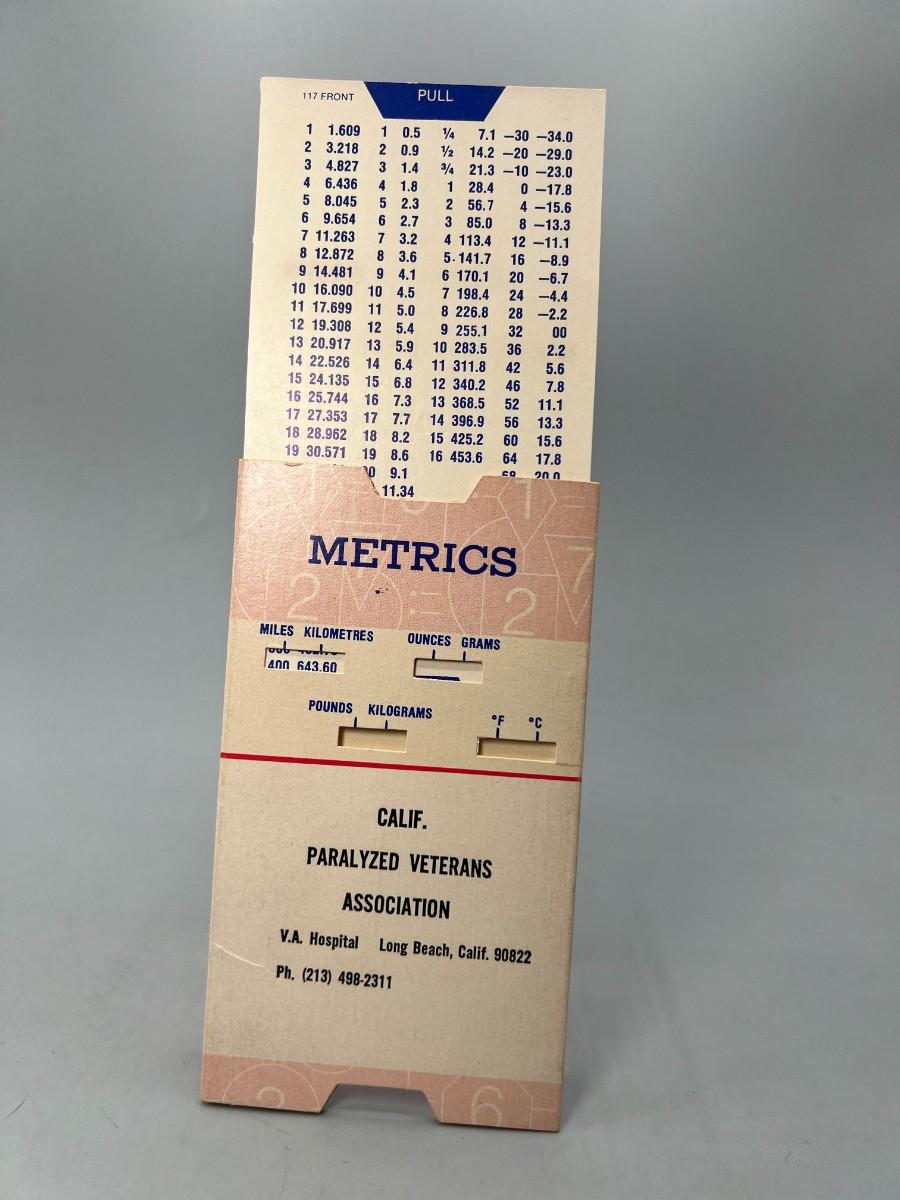 117 FRONT PULL
1 1.609 1 0.5 ¼ 7.1 —30 —34.0
2 3.218 2 0.9 ½ 14.2 —20 —29.0
3 4.827 3 1.4 ¾ 21.3 —10 —23.0
4 6.436 4 1.8 1 28.4 0 —17.8
5 8.045 5 2.3 2 56.7 4 —15.6
6 9.654 6 2.7 3 85.0 8 —13.3
7 11.263 7 3.2 4 113.4 12 —11.1
8 12.872 8 3.6 5 141.7 16 —8.9
9 14.481 9 4.1 6 170.1 20 —6.7
10 16.090 10 4.5 7 198.4 24 —4.4
11 17.699 11 5.0 8 226.8 28 —2.2
12 19.308 12 5.4 9 255.1 32 00
13 20.917 13 5.9 10 283.5 36 2.2
14 22.526 14 6.4 11 311.8 42 5.6
15 24.135 15 6.8 12 340.2 46 7.8
16 25.744 16 7.3 13 368.5 52 11.1
17 27.353 17 7.7 14 396.9 56 13.3
18 28.962 18 8.2 15 425.2 60 15.6
19 30.571 19 8.6 16 453.6 64 17.8
9.1 68 20.0
11.34
METRICS
MILES KILOMETRES OUNCES GRAMS
400 643.60
POUNDS KILOGRAMS °F °C
CALIF.
PARALYZED VETERANS
ASSOCIATION
V.A. Hospital Long Beach, Calif. 90822
Ph. (213) 498-2311